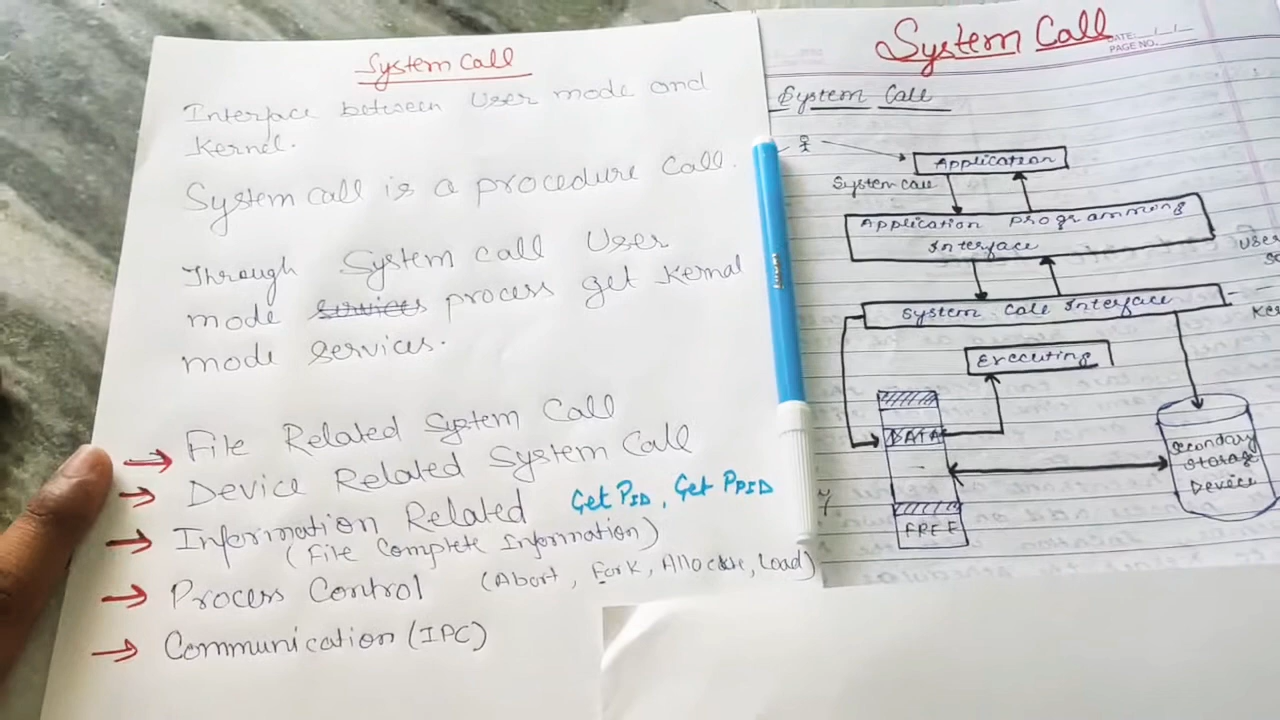 System Call
Interface between User mode and
Kernel.
System call is a procedure call.
Through System call User
mode services process get Kernal
mode services.
File Related System Call
Device Related System Call
Information Related Get PID, Get PPID
(File Complete Information)
Process Control (Abort, Fork, Allocate, Load)
Communication (IPC)
System Call
DATE: / /
PAGE NO.
System Call
Application
System call
Application Programming
Interface
System Call Interface
Executing
DATA
Secondary
Storage
Device
FREE